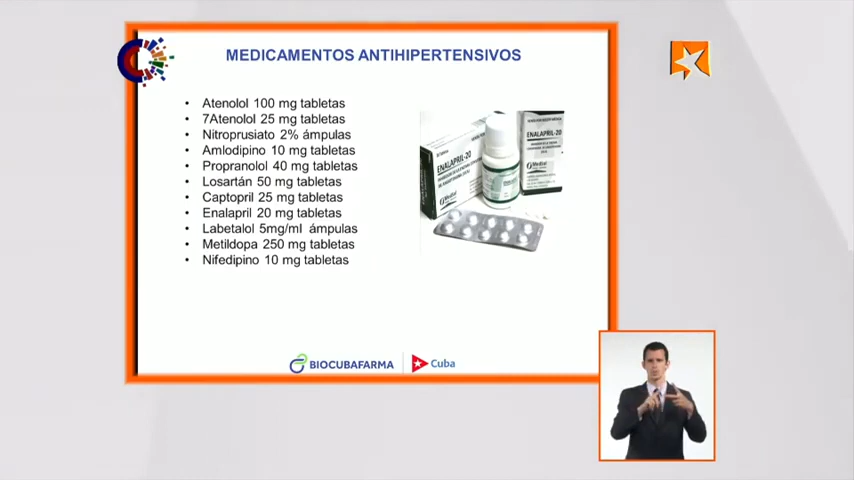 MEDICAMENTOS ANTIHIPERTENSIVOS
• Atenolol 100 mg tabletas
• 7Atenolol 25 mg tabletas
• Nitroprusiato 2% ámpulas
• Amlodipino 10 mg tabletas
• Propranolol 40 mg tabletas
• Losartán 50 mg tabletas
• Captopril 25 mg tabletas
• Enalapril 20 mg tabletas
• Labetalol 5mg/ml ámpulas
• Metildopa 250 mg tabletas
• Nifedipino 10 mg tabletas
ENALAPRIL-20
ENALAPRIL-20
BIOCUBAFARMA
Cuba